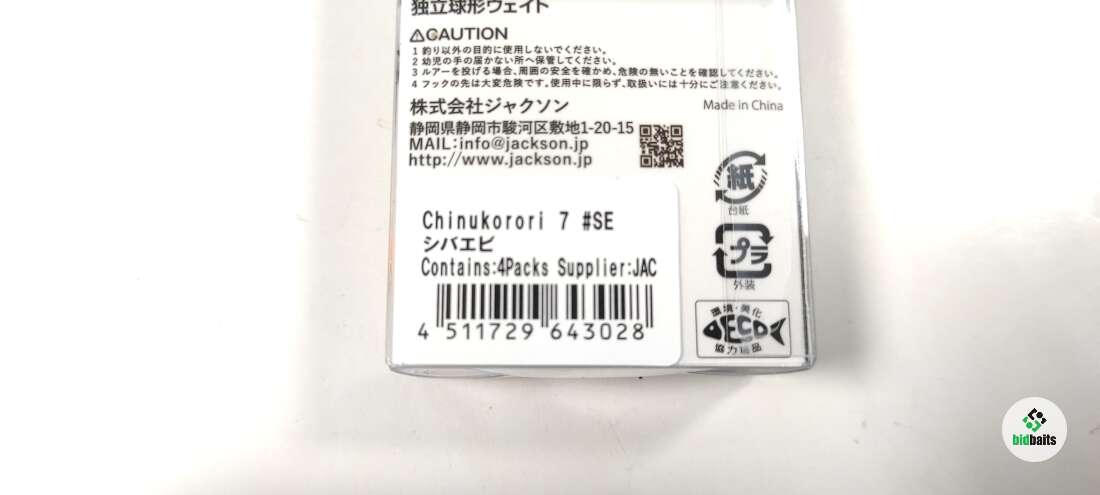 独立球形ウェイト
⚠CAUTION
1 釣り以外の目的に使用しないでください。
2 幼児の手の届かない所へ保管してください。
3 ルアーを投げる場合、周囲の安全を確かめ、危険の無いことを確認してください。
4 フックの先は大変危険です。使用中に限らず、取扱いには十分にご注意ください。
株式会社ジャクソン
Made in China
静岡県静岡市駿河区敷地1-20-15
MAIL:info@jackson.jp
http://www.jackson.jp
紙
台紙
プラ
外装
環境・美化
ECO
協力商品
Chinukorori 7 #SE
シバエビ
Contains:4Packs Supplier:JAC
4 511729 643028
bidbaits